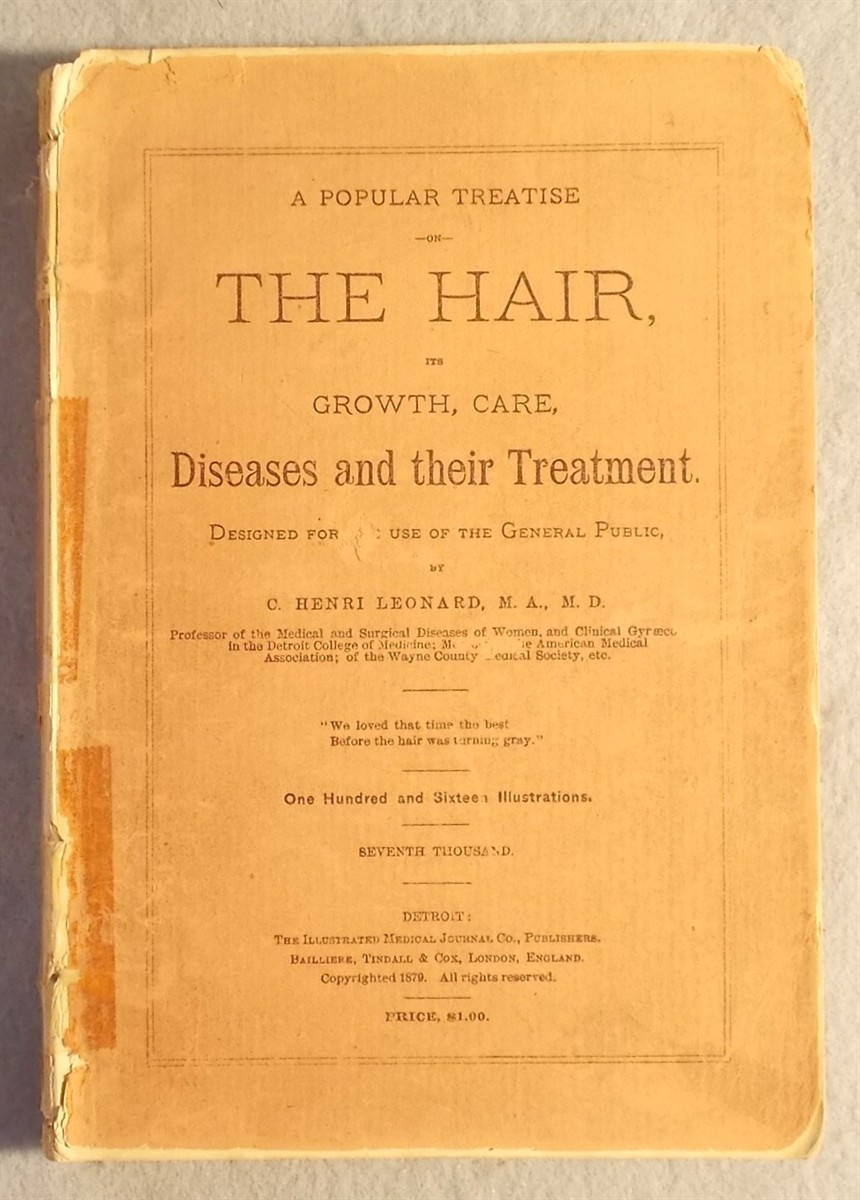 A POPULAR TREATISE
—ON—
THE HAIR,
ITS
GROWTH, CARE,
Diseases and their Treatment.
DESIGNED FOR USE OF THE GENERAL PUBLIC,
BY
C. HENRI LEONARD, M. A., M. D.
Professor of the Medical and Surgical Diseases of Women, and Clinical
in the Detroit College of Medicine; American Medical
Association; of the Wayne County Society, etc.
"We loved that time the best
Before the hair was turning gray."
One Hundred and Sixteen Illustrations.
SEVENTH THOUSAND.
DETROIT:
THE ILLUSTRATED MEDICAL JOURNAL CO., PUBLISHERS.
BAILLIERE, TINDALL & COX, LONDON, ENGLAND.
Copyrighted 1879. All rights reserved.
PRICE, $1.00.